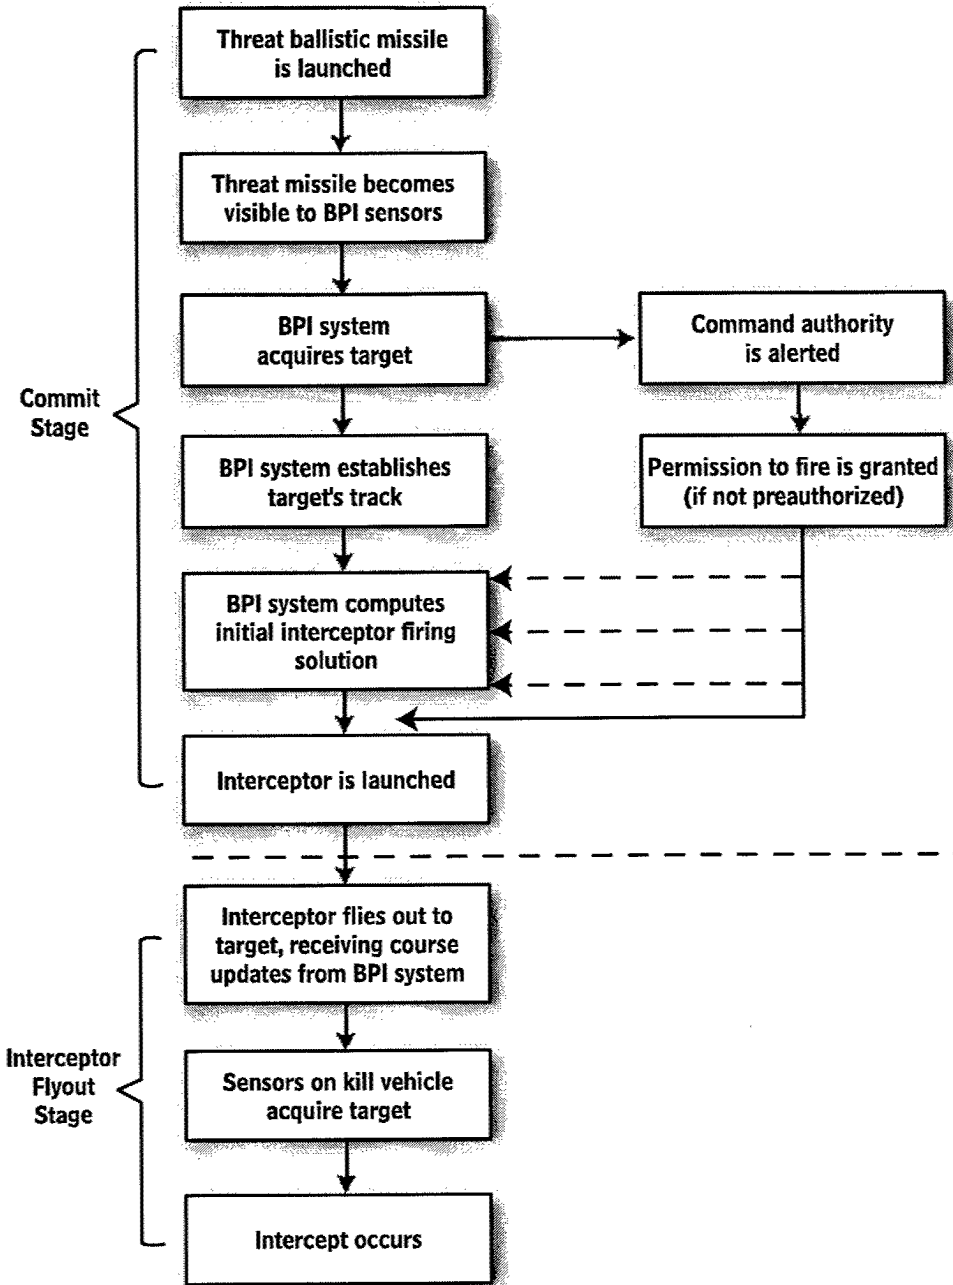 Threat ballistic missile
is launched
Threat missile becomes
visible to BPI sensors
BPI system
acquires target
Command authority
is alerted
Commit
Stage
BPI system establishes
target's track
Permission to fire is granted
(if not preauthorized)
BPI system computes
initial interceptor firing
solution
Interceptor is launched
Interceptor flies out to
target, receiving course
updates from BPI system
Interceptor
Flyout
Stage
Sensors on kill vehicle
acquire target
Intercept occurs